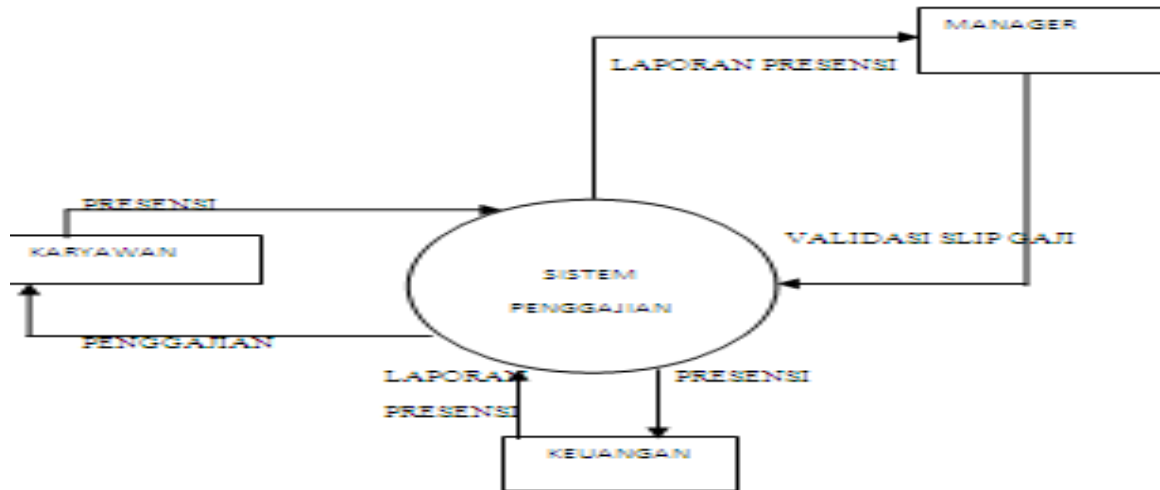 MANAGER
LAPORAN PRESENSI
PRESENSI
KARYAWAN
VALIDASI SLIP GAJI
SISTEM
PENGGAJIAN
PENGGAJIAN
LAPORAN
PRESENSI
PRESENSI
KEUANGAN